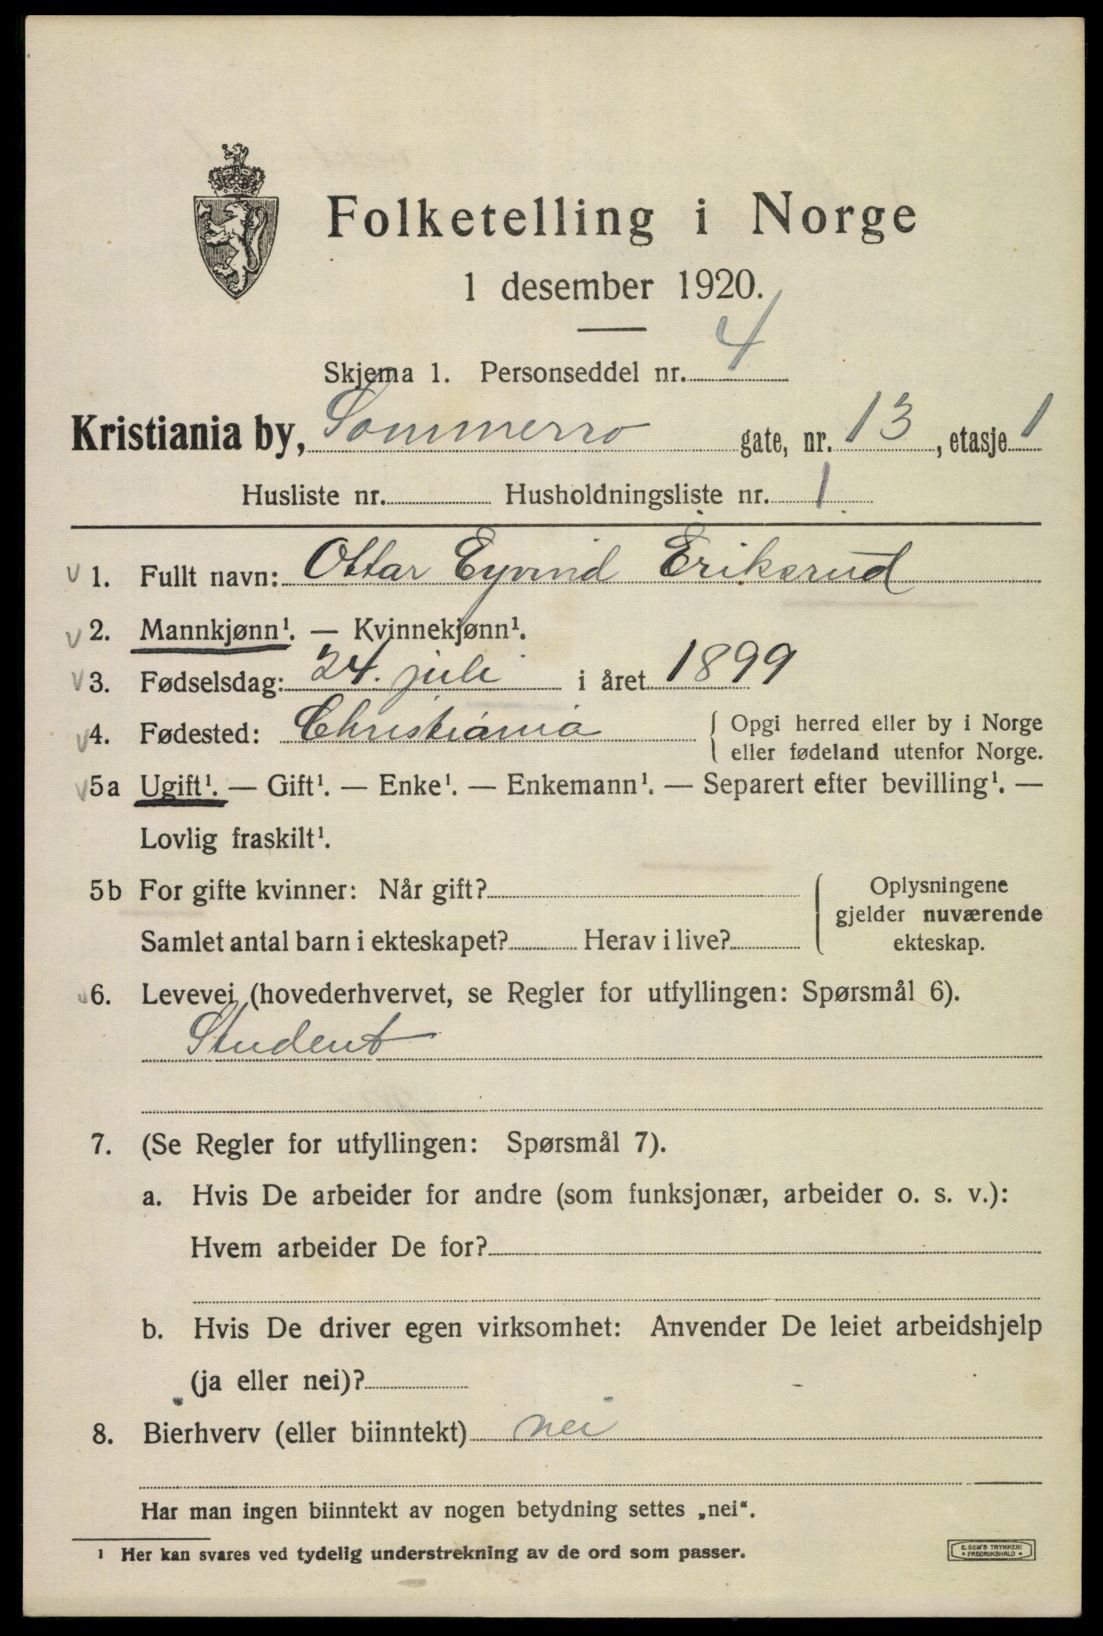 Folketelling i Norge
1 desember 1920.
Skjema 1. Personseddel nr. 4
Kristiania by, Sommerro gate, nr. 13, etasje 1
Husliste nr. Husholdningsliste nr. 1
v 1. Fullt navn: Ottar Eyvind Eriksrud
v 2. Mannkjønn¹. — Kvinnekjønn¹.
v 3. Fødselsdag: 24. juli i året 1899
v 4. Fødested: Christiania { Opgi herred eller by i Norge
eller fødeland utenfor Norge.
v 5a Ugift¹. — Gift¹. — Enke¹. — Enkemann¹. — Separert efter bevilling¹. —
Lovlig fraskilt¹.
5b For gifte kvinner: Når gift? { Oplysningene
gjelder nuværende
Samlet antal barn i ekteskapet? Herav i live? ekteskap.
v 6. Levevei (hovederhvervet, se Regler for utfyllingen: Spørsmål 6).
Student
7. (Se Regler for utfyllingen: Spørsmål 7).
a. Hvis De arbeider for andre (som funksjonær, arbeider o. s. v.):
Hvem arbeider De for?
b. Hvis De driver egen virksomhet: Anvender De leiet arbeidshjelp
(ja eller nei)?
8. Bierhverv (eller biinntekt) nei
Har man ingen biinntekt av nogen betydning settes „nei“.
¹ Her kan svares ved tydelig understrekning av de ord som passer.
E. SEM'S TRYKKERI
• FREDRIKSHALD •